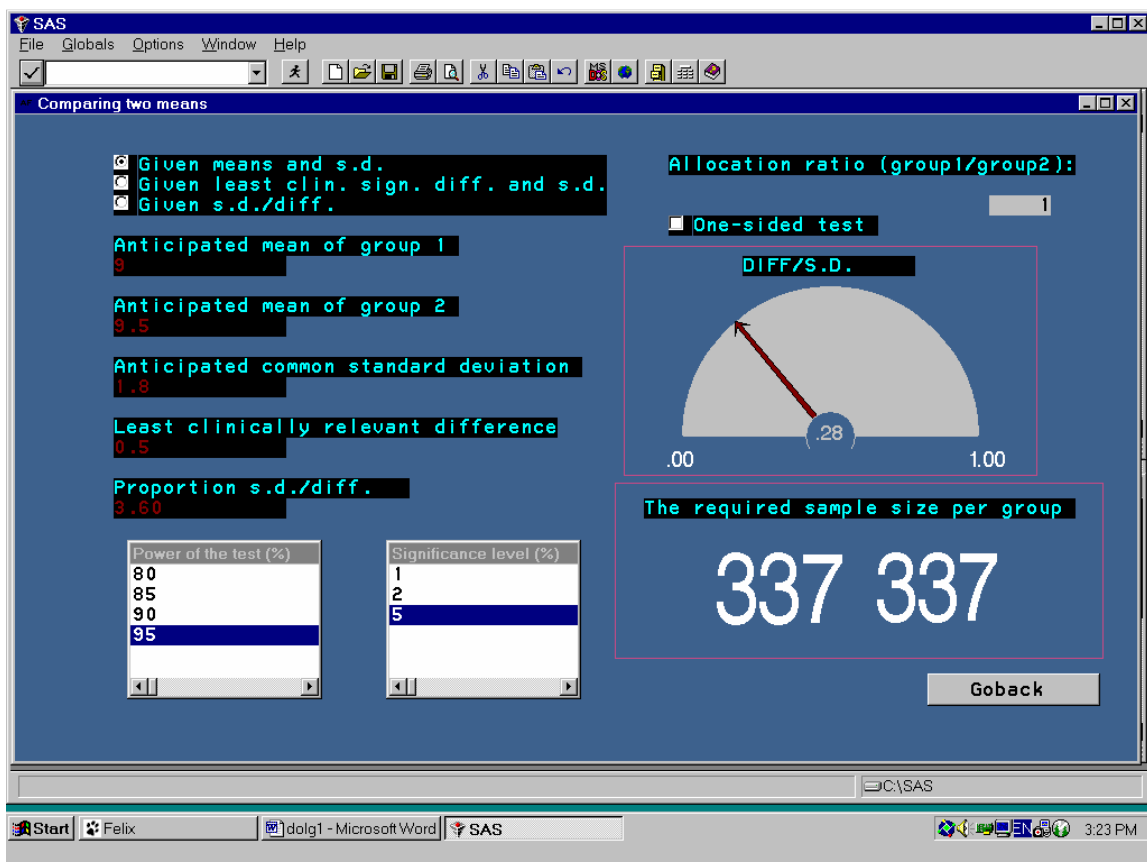 SAS
File Globals Options Window Help
Comparing two means
Given means and s.d.
Given least clin. sign. diff. and s.d.
Given s.d./diff.
Allocation ratio (group1/group2):
1
One-sided test
Anticipated mean of group 1
9
Anticipated mean of group 2
9.5
Anticipated common standard deviation
1.8
Least clinically relevant difference
0.5
Proportion s.d./diff.
3.60
DIFF/S.D.
.28
.00 1.00
Power of the test (%)
80
85
90
95
Significance level (%)
1
2
5
The required sample size per group
337 337
Goback
C:\SAS
Start Felix dolg1 - Microsoft Word SAS EN 3:23 PM